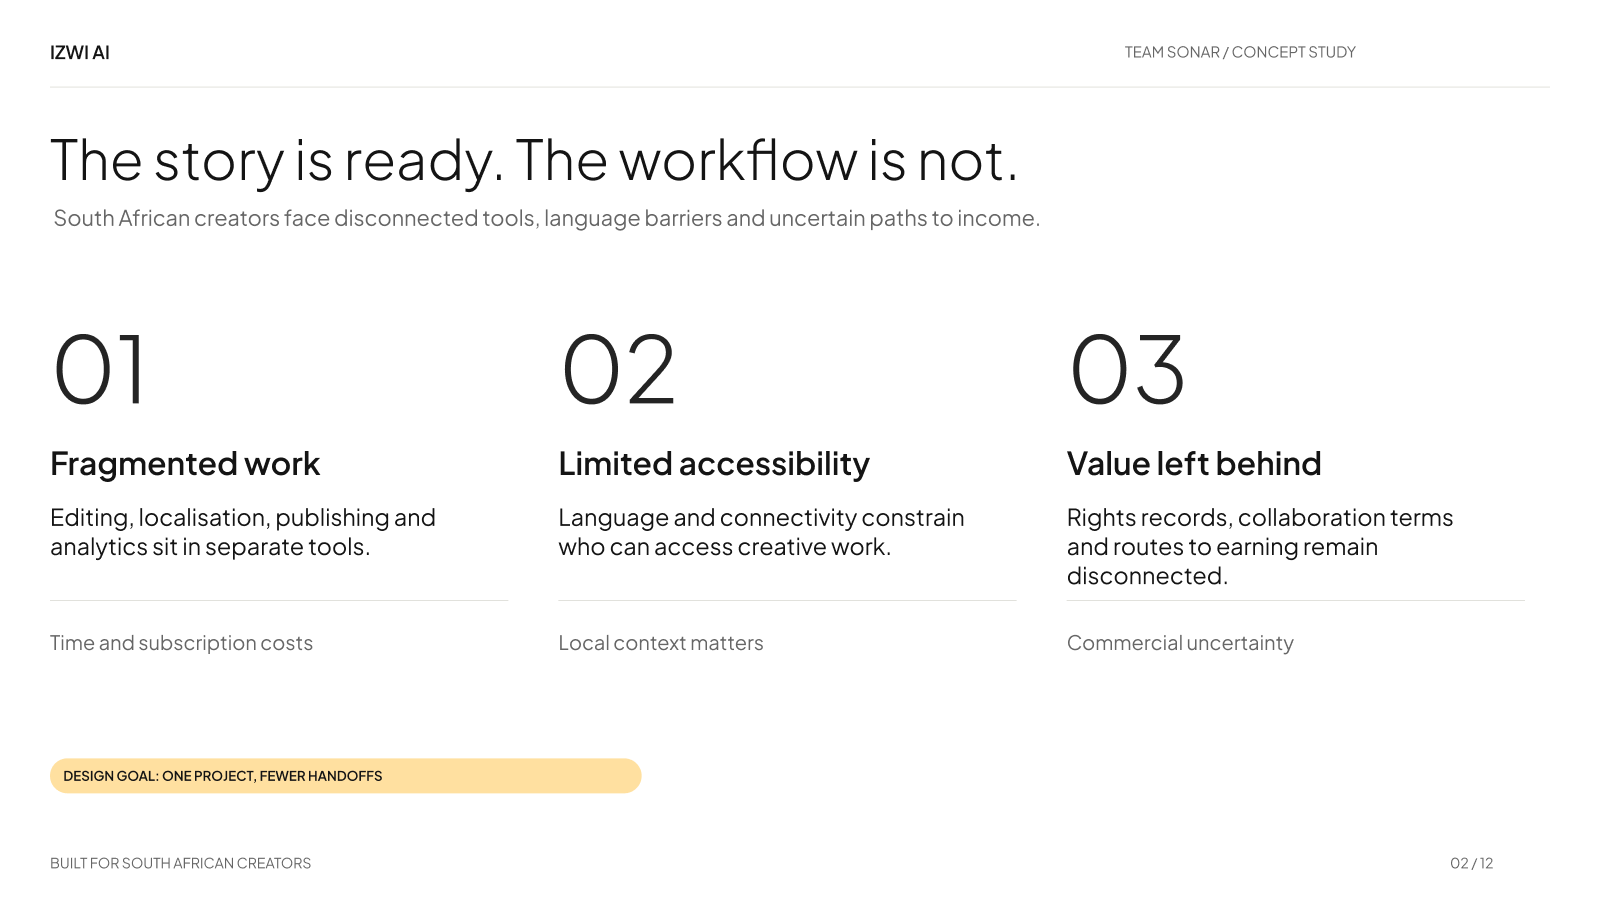 IZWI AI
TEAM SONAR / CONCEPT STUDY
The story is ready. The workflow is not.
South African creators face disconnected tools, language barriers and uncertain paths to income.
01
Fragmented work
Editing, localisation, publishing and
analytics sit in separate tools.
Time and subscription costs
02
Limited accessibility
Language and connectivity constrain
who can access creative work.
Local context matters
03
Value left behind
Rights records, collaboration terms
and routes to earning remain
disconnected.
Commercial uncertainty
DESIGN GOAL: ONE PROJECT, FEWER HANDOFFS
BUILT FOR SOUTH AFRICAN CREATORS
02 / 12